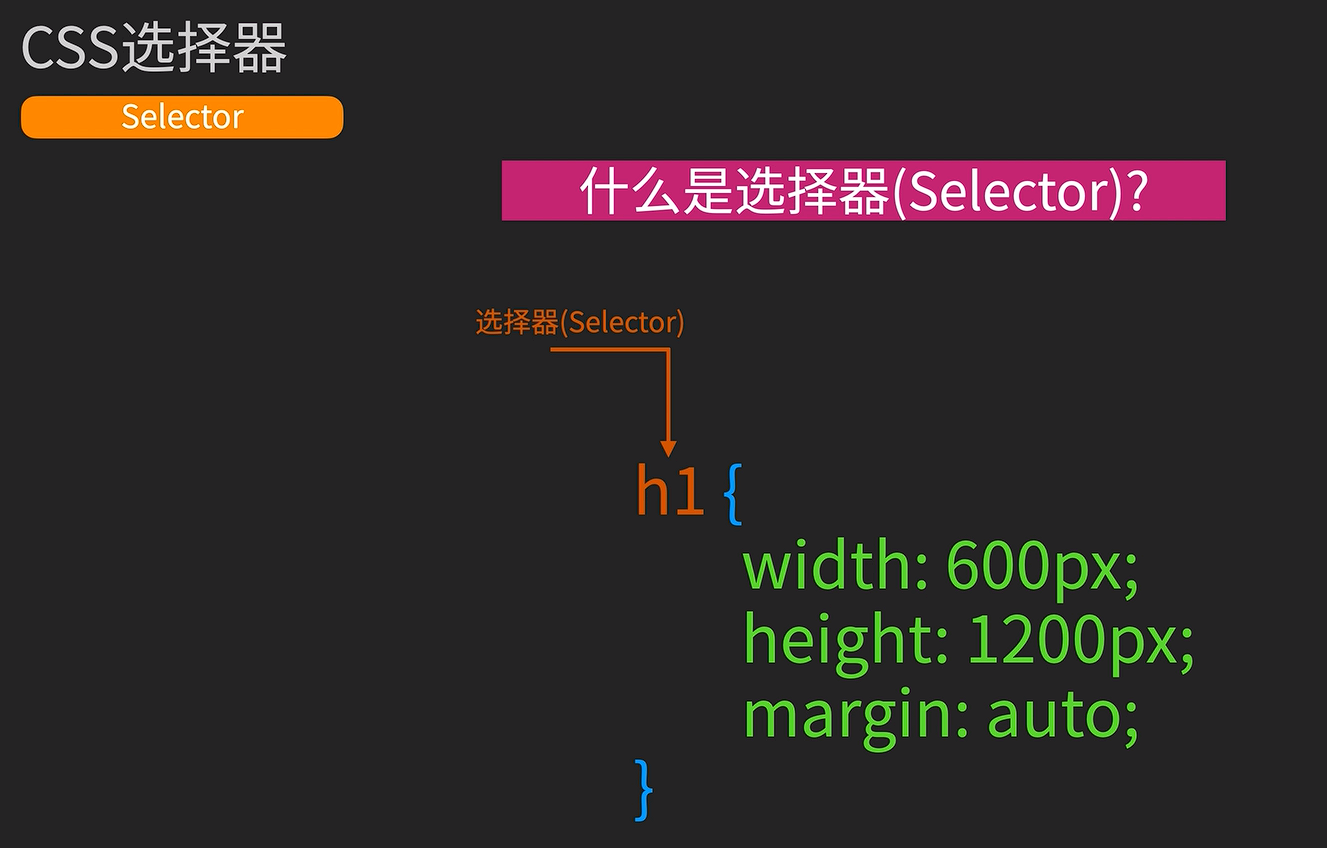 CSS选择器
Selector
什么是选择器(Selector)?
选择器(Selector)
h1 {
width: 600px;
height: 1200px;
margin: auto;
}